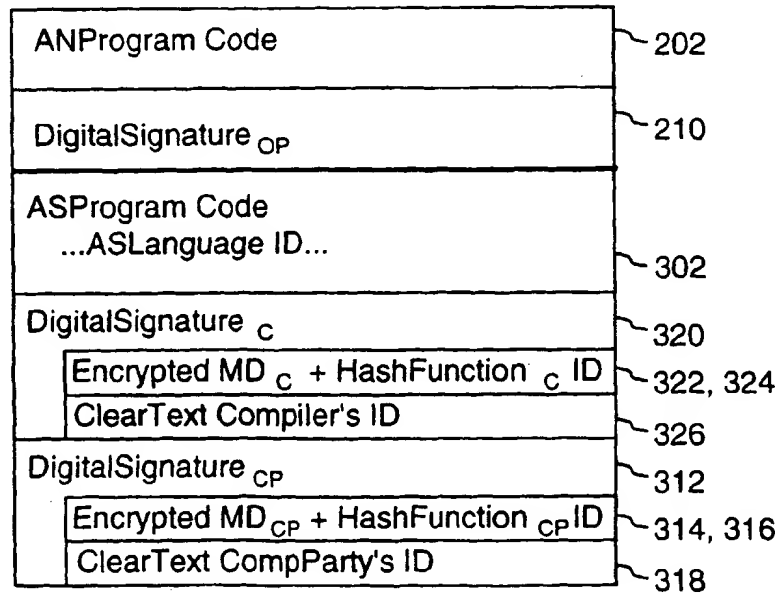 ANProgram Code 202
DigitalSignature OP 210
ASProgram Code
...ASLanguage ID... 302
DigitalSignature C 320
Encrypted MD C + HashFunction C ID 322, 324
ClearText Compiler's ID 326
DigitalSignature CP 312
Encrypted MD CP + HashFunction CP ID 314, 316
ClearText CompParty's ID 318